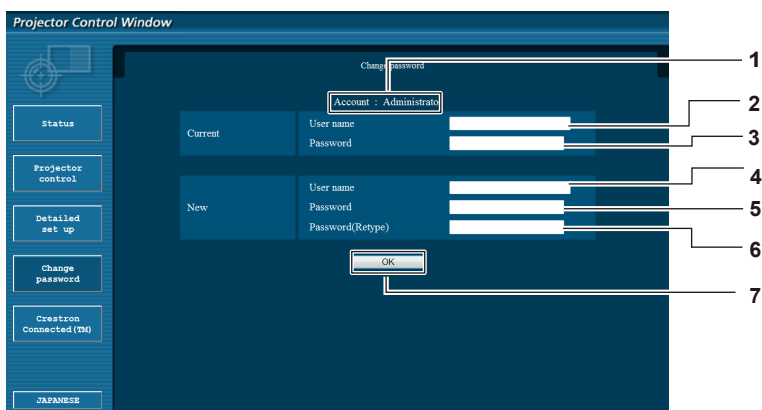 Projector Control Window
Change password
1
Account : Administrator
2
Status
Current
User name
Password
3
Projector
control
New
User name
4
Password
5
Password(Retype)
6
Detailed
set up
OK
7
Change
password
Crestron
Connected(TM)
JAPANESE